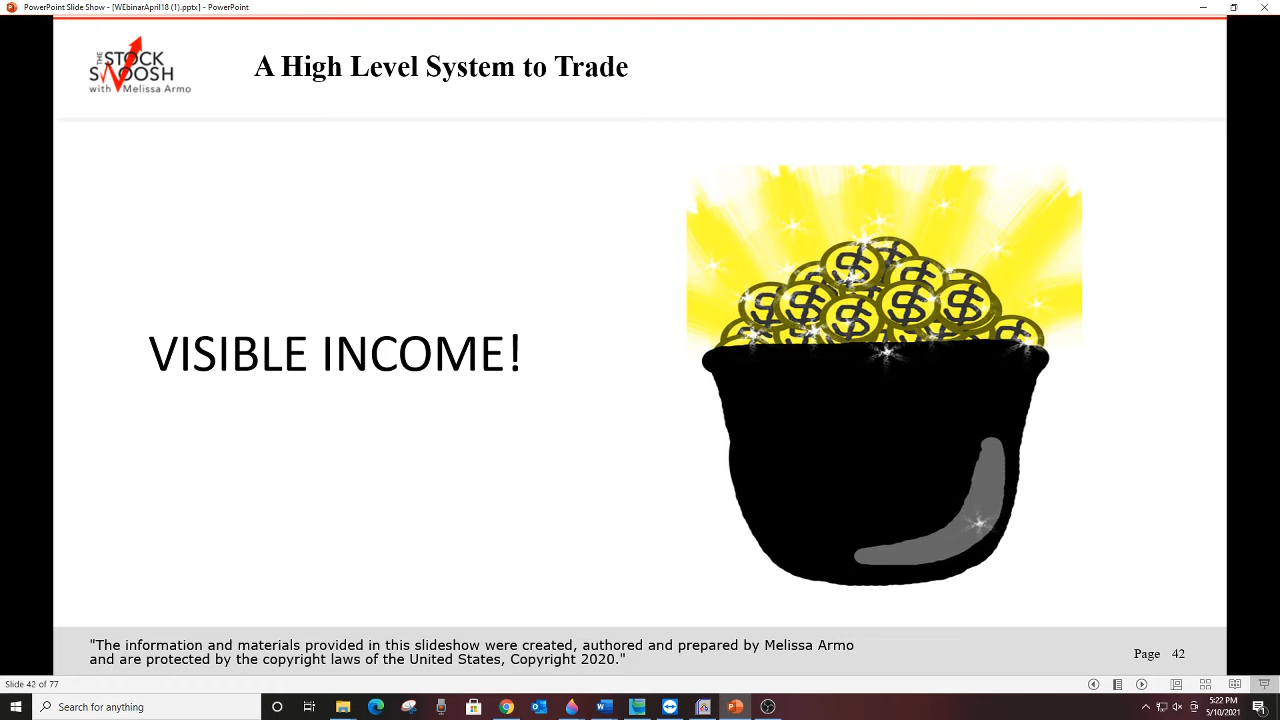 PowerPoint Slide Show - [WEbinarApril18 (1).pptx] - PowerPoint
THE
STOCK
SWOOSH
with Melissa Armo
A High Level System to Trade
VISIBLE INCOME!
"The information and materials provided in this slideshow were created, authored and prepared by Melissa Armo
and are protected by the copyright laws of the United States, Copyright 2020."
Page 42
Slide 42 of 77
Search for anything
5:22 PM
5/10/2021